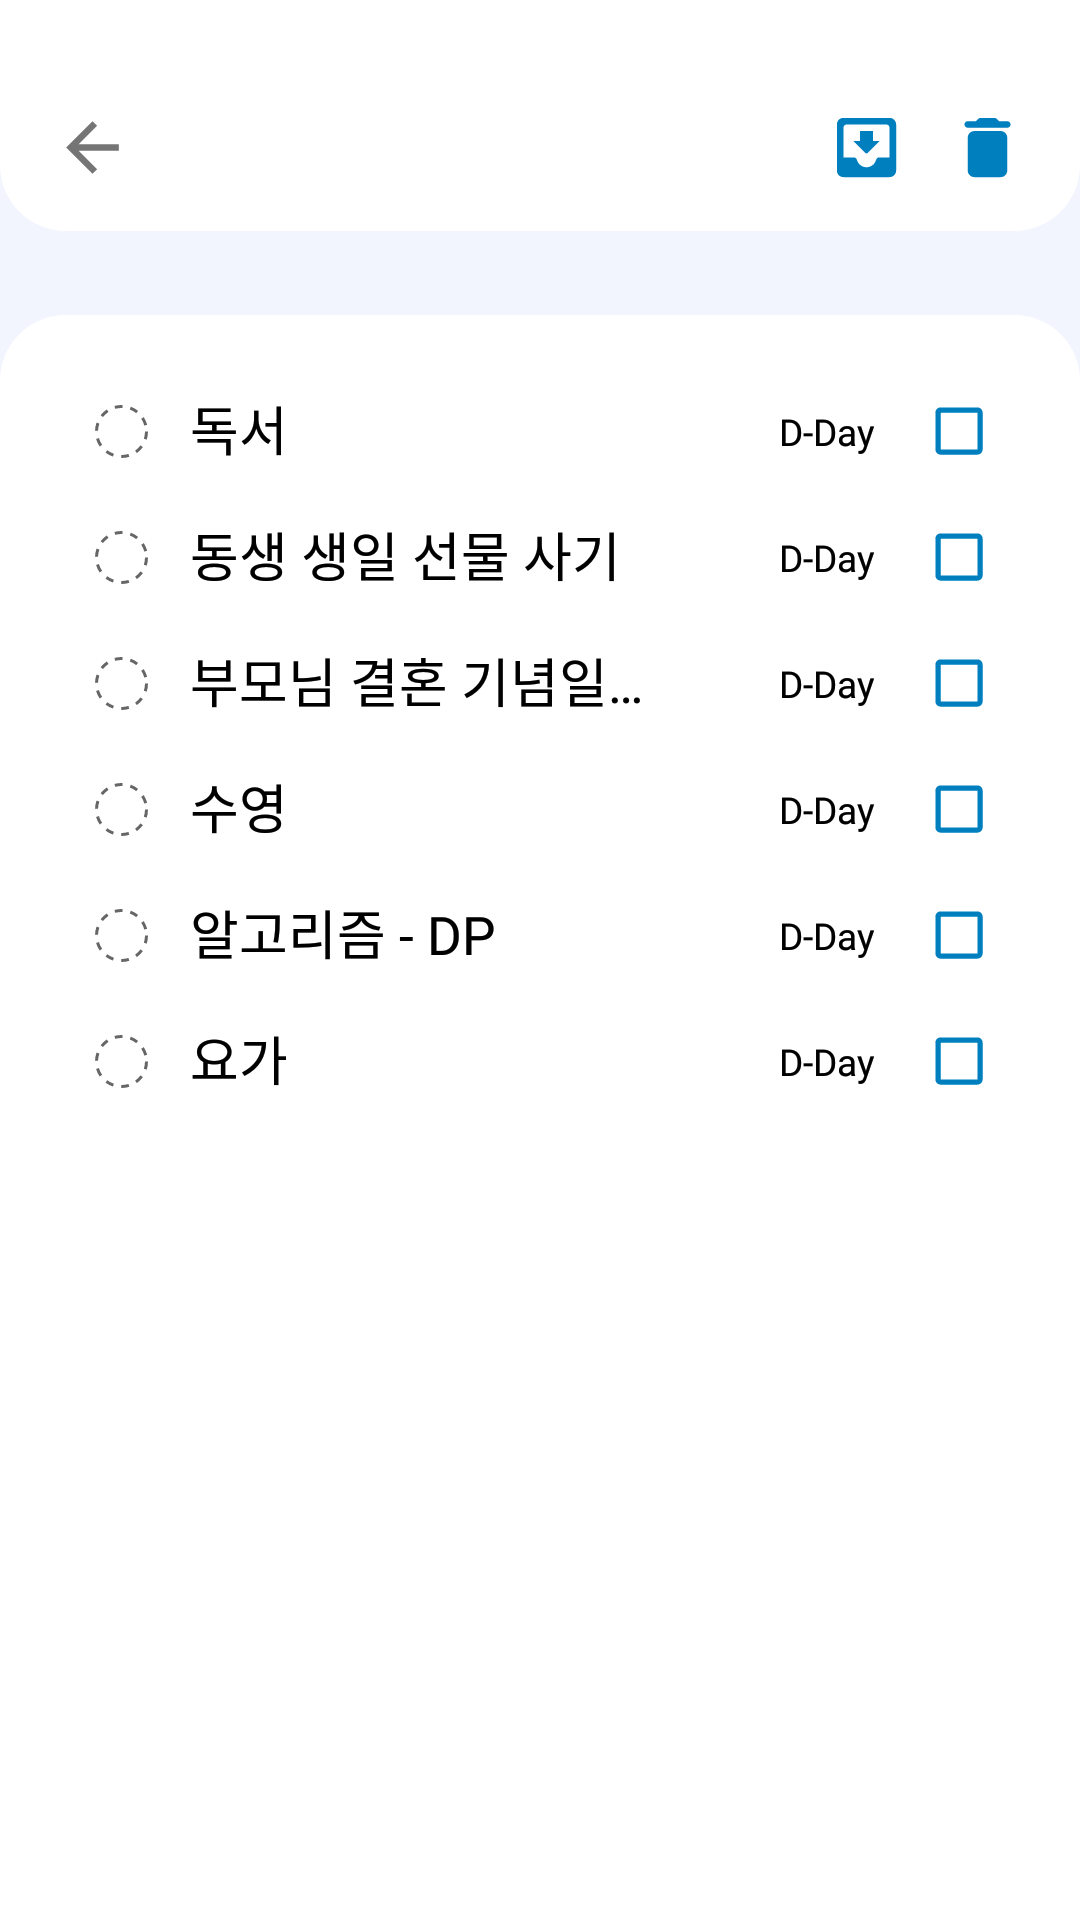 독서 D-Day
동생 생일 선물 사기 D-Day
부모님 결혼 기념일... D-Day
수영 D-Day
알고리즘 - DP D-Day
요가 D-Day